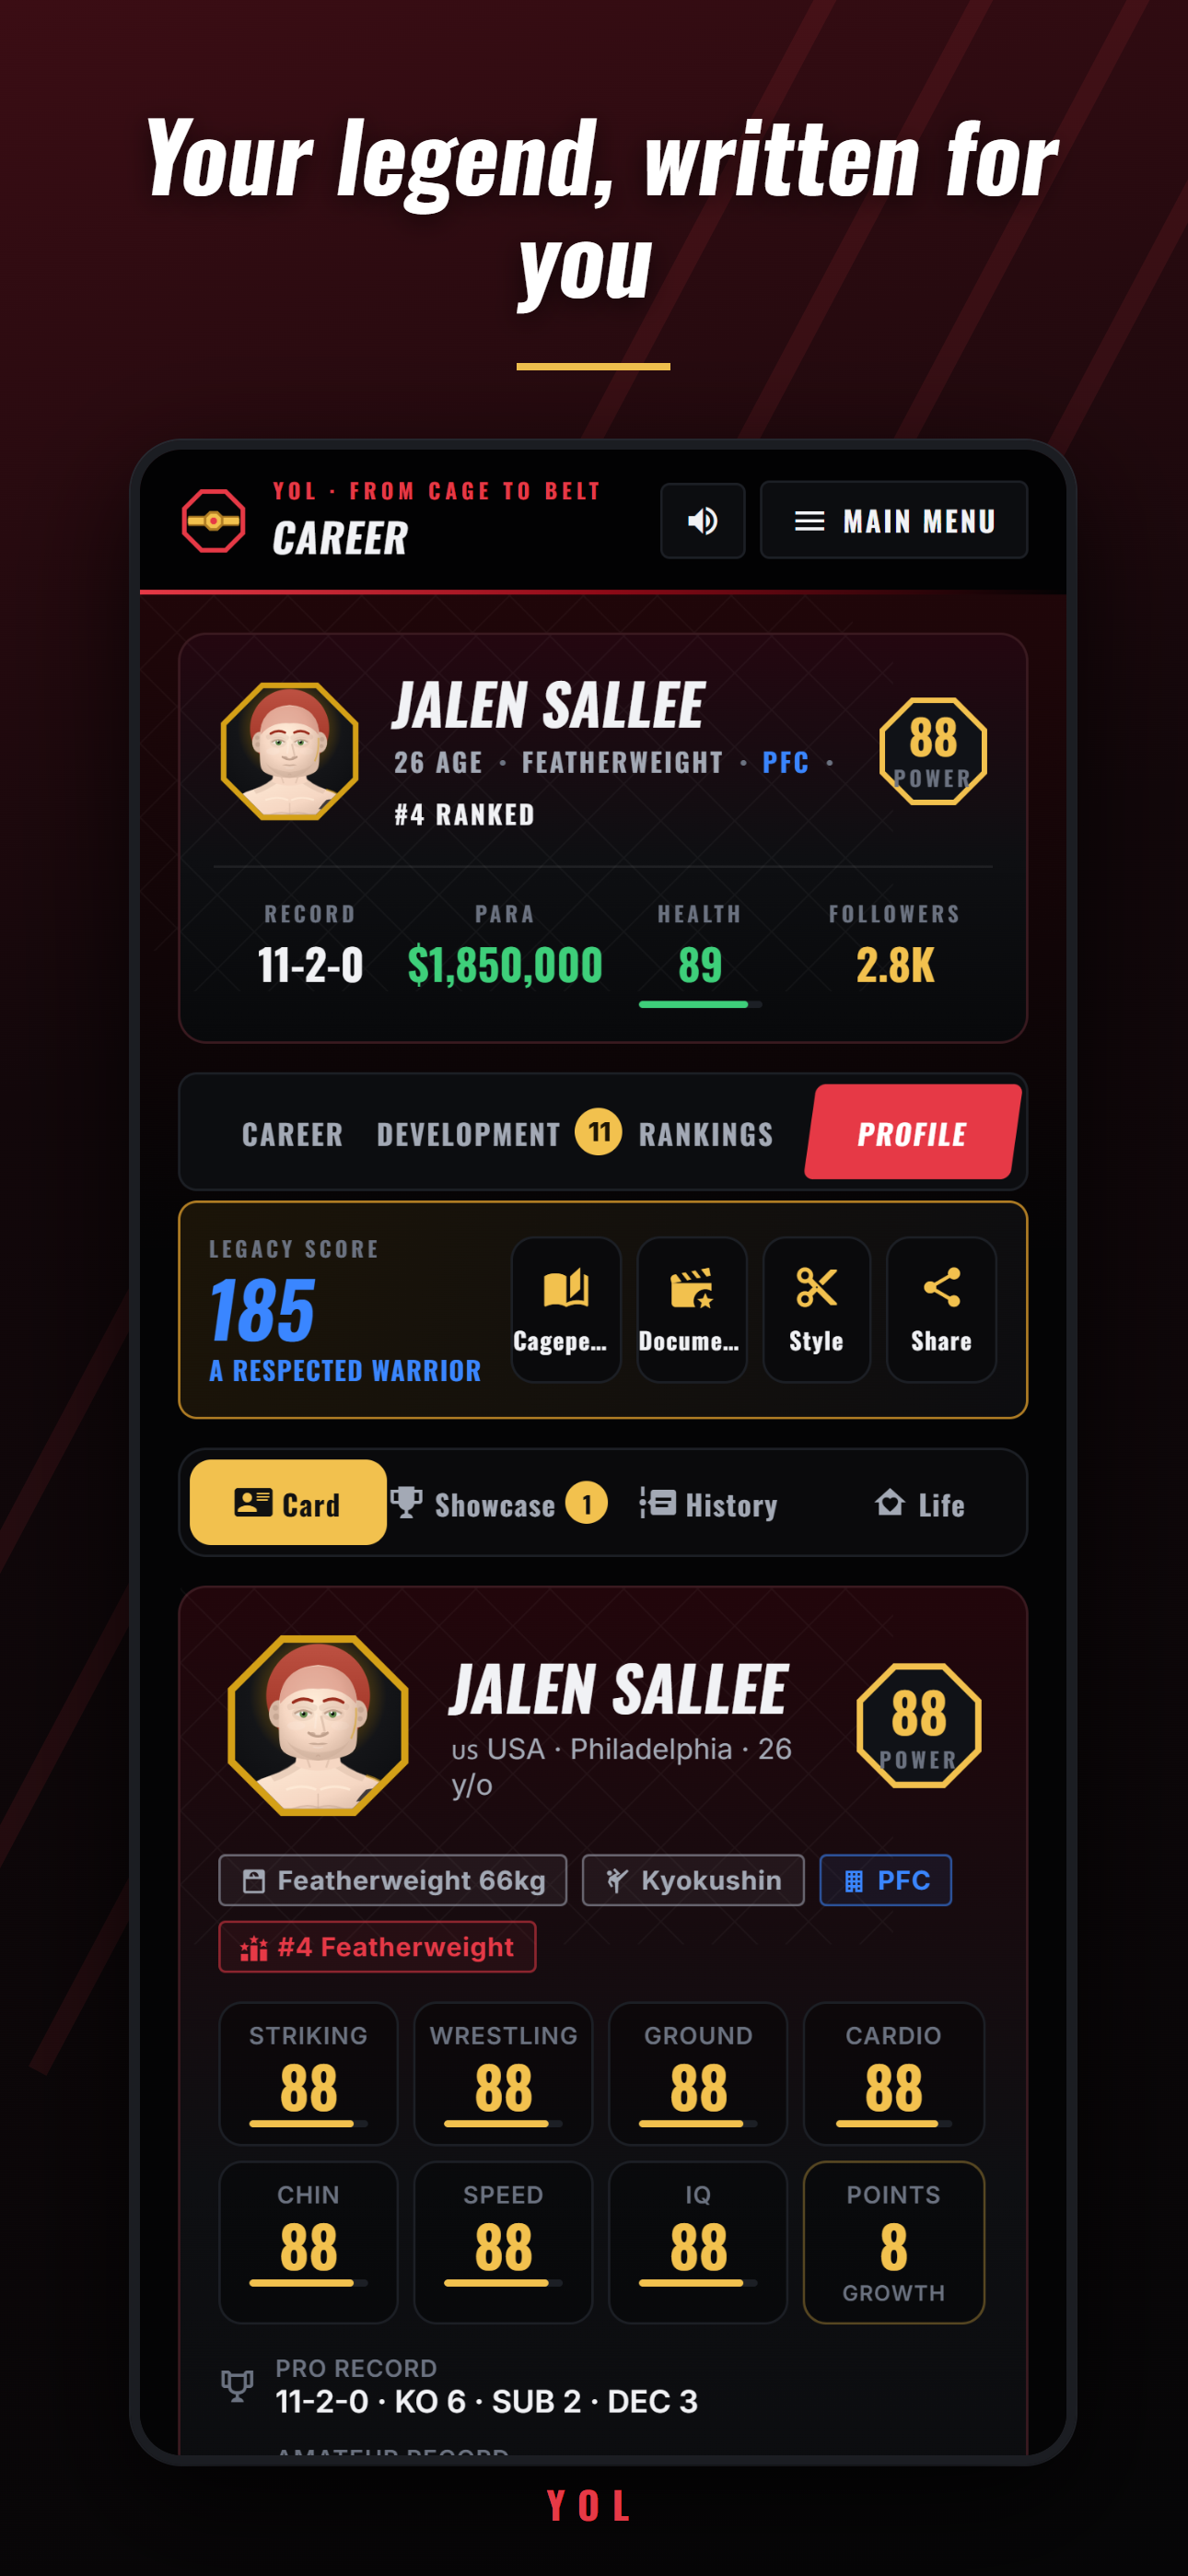 Your legend, written for
you
YOL · FROM CAGE TO BELT
CAREER
MAIN MENU
JALEN SALLEE
26 AGE · FEATHERWEIGHT · PFC ·
#4 RANKED
88
POWER
RECORD PARA HEALTH FOLLOWERS
11-2-0 $1,850,000 89 2.8K
CAREER DEVELOPMENT 11 RANKINGS PROFILE
LEGACY SCORE
185
A RESPECTED WARRIOR
Cagepe... Docume... Style Share
Card Showcase 1 History Life
JALEN SALLEE
US USA · Philadelphia · 26
y/o
88
POWER
Featherweight 66kg Kyokushin PFC
#4 Featherweight
STRIKING WRESTLING GROUND CARDIO
88 88 88 88
CHIN SPEED IQ POINTS
88 88 88 8
GROWTH
PRO RECORD
11-2-0 · KO 6 · SUB 2 · DEC 3
AMATEUR RECORD
YOL